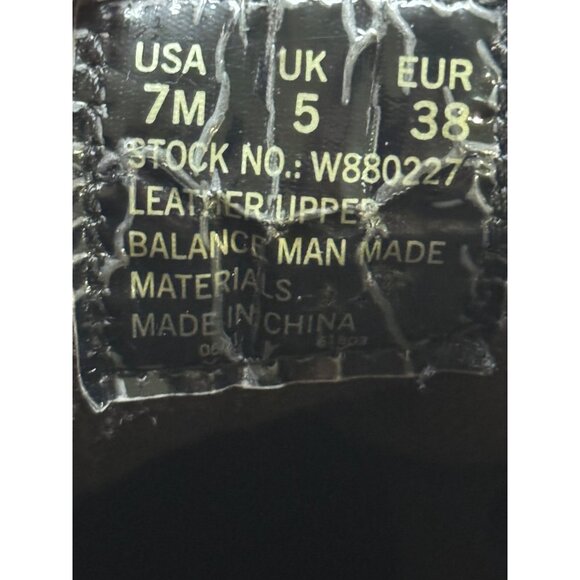 USA UK EUR
7M 5 38
STOCK NO.: W880227
LEATHER UPPER
BALANCE MAN MADE
MATERIALS
MADE IN CHINA